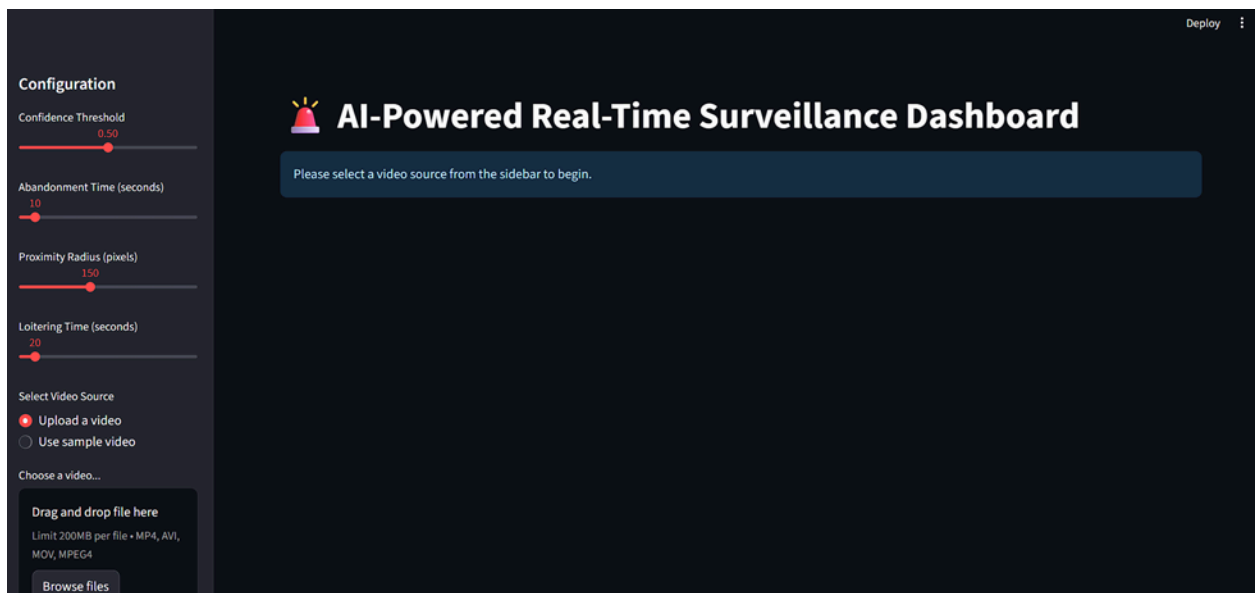 Deploy
Configuration
Confidence Threshold
0.50
Abandonment Time (seconds)
10
Proximity Radius (pixels)
150
Loitering Time (seconds)
20
Select Video Source
Upload a video
Use sample video
Choose a video...
Drag and drop file here
Limit 200MB per file • MP4, AVI,
MOV, MPEG4
Browse files
AI-Powered Real-Time Surveillance Dashboard
Please select a video source from the sidebar to begin.